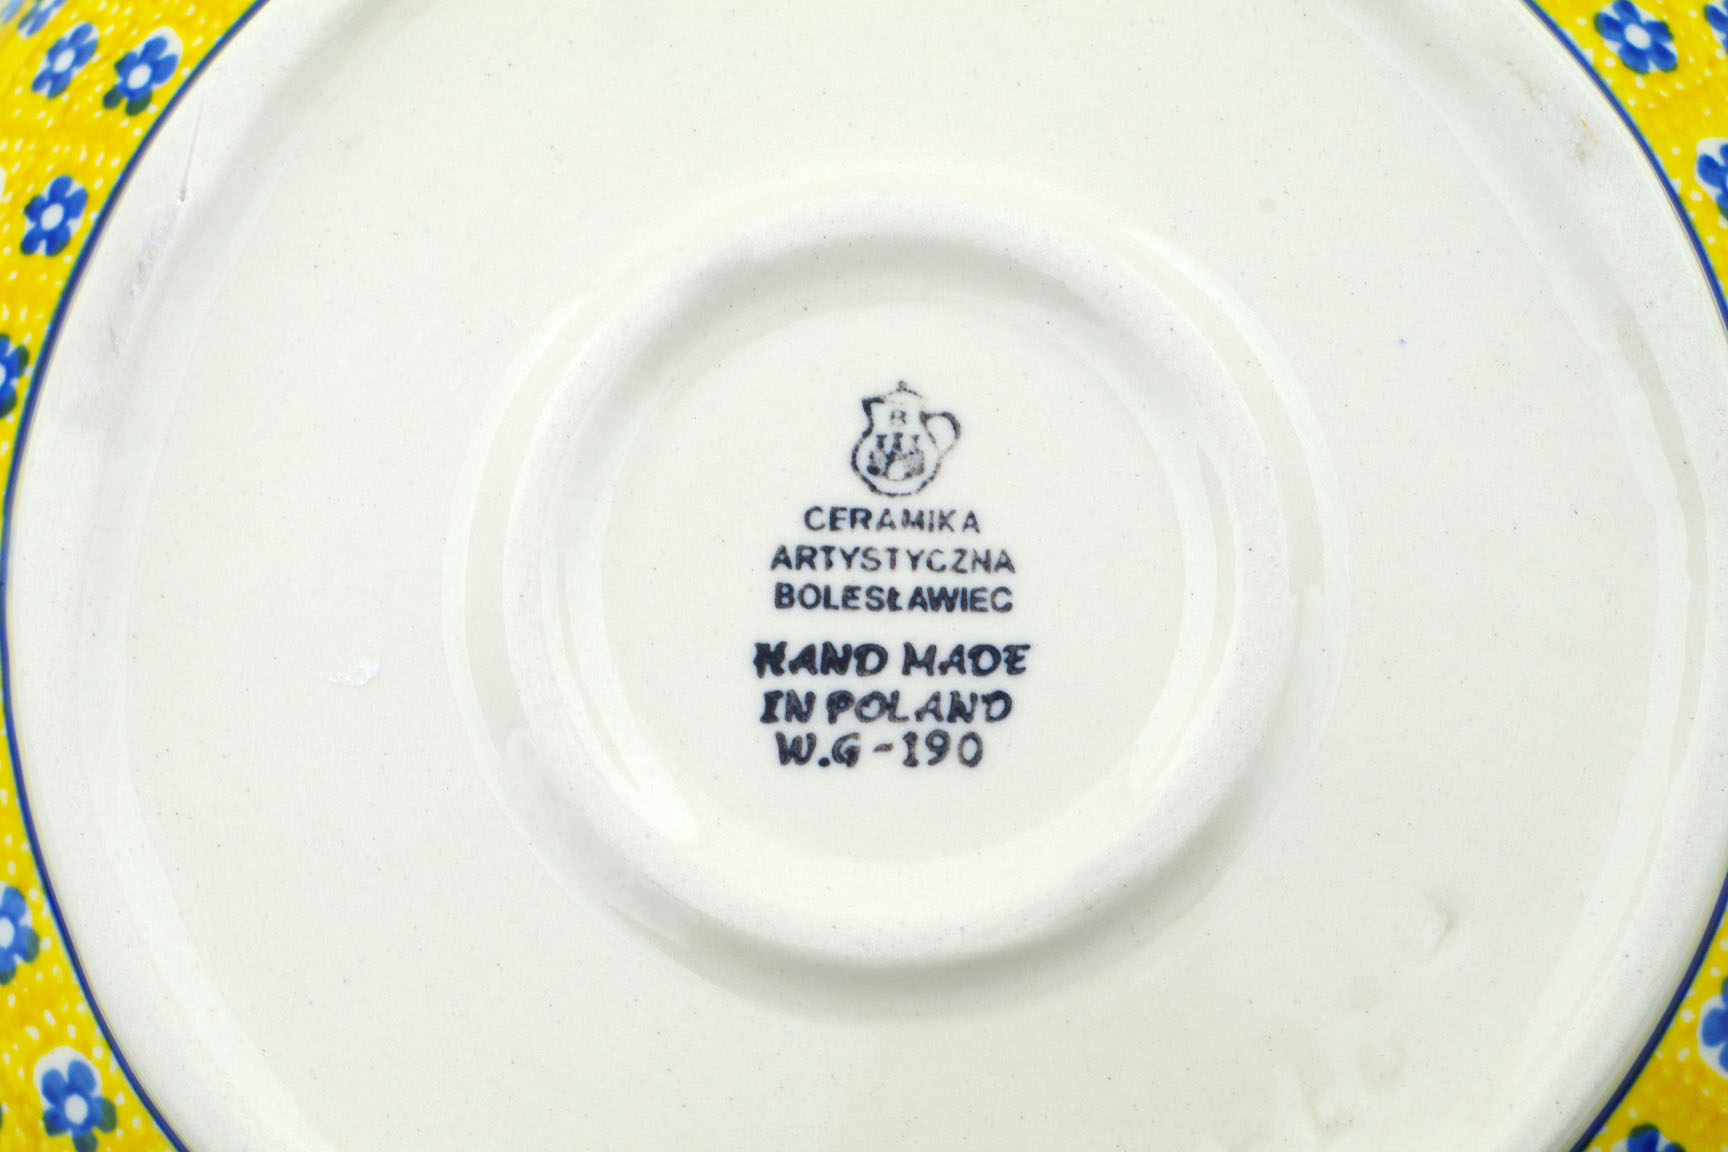 B
CERAMIKA
ARTYSTYCZNA
BOLESŁAWIEC
HAND MADE
IN POLAND
W.G-190